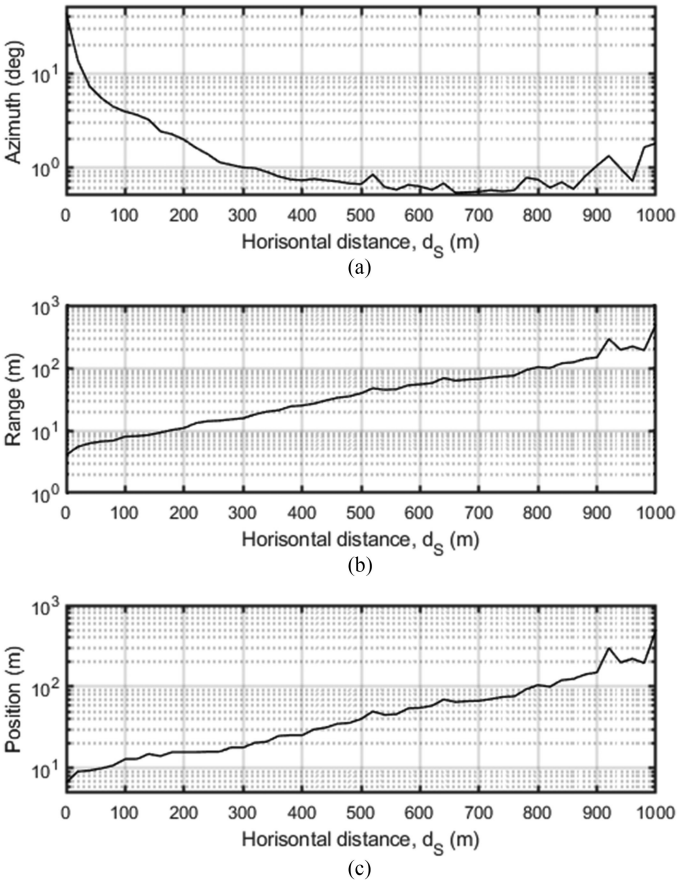 Azimuth (deg)
10^1
10^0
0 100 200 300 400 500 600 700 800 900 1000
Horisontal distance, d_S (m)
(a)
Range (m)
10^3
10^2
10^1
10^0
0 100 200 300 400 500 600 700 800 900 1000
Horisontal distance, d_S (m)
(b)
Position (m)
10^3
10^2
10^1
0 100 200 300 400 500 600 700 800 900 1000
Horisontal distance, d_S (m)
(c)